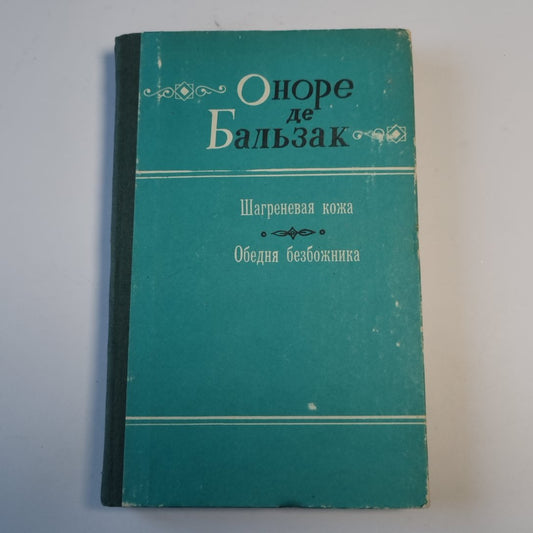 Оноре
де
Бальзак
Шагреневая кожа
Обедня безбожника